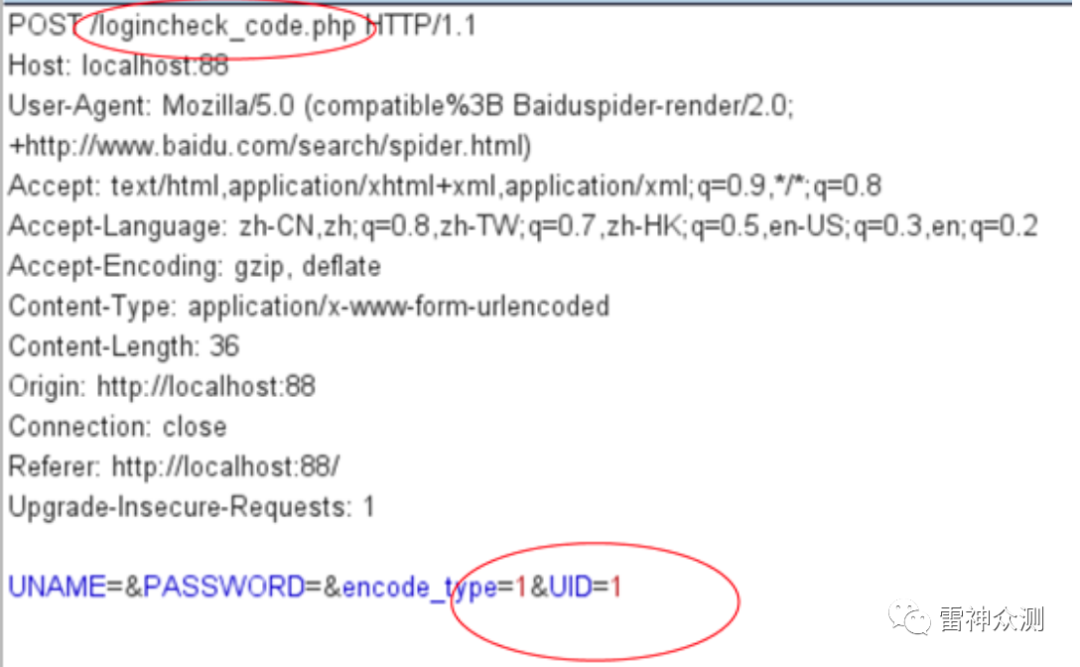 POST /logincheck_code.php HTTP/1.1
Host: localhost:88
User-Agent: Mozilla/5.0 (compatible%3B Baiduspider-render/2.0;
+http://www.baidu.com/search/spider.html)
Accept: text/html,application/xhtml+xml,application/xml;q=0.9,*/*;q=0.8
Accept-Language: zh-CN,zh;q=0.8,zh-TW;q=0.7,zh-HK;q=0.5,en-US;q=0.3,en;q=0.2
Accept-Encoding: gzip, deflate
Content-Type: application/x-www-form-urlencoded
Content-Length: 36
Origin: http://localhost:88
Connection: close
Referer: http://localhost:88/
Upgrade-Insecure-Requests: 1
UNAME=&PASSWORD=&encode_type=1&UID=1
雷神众测